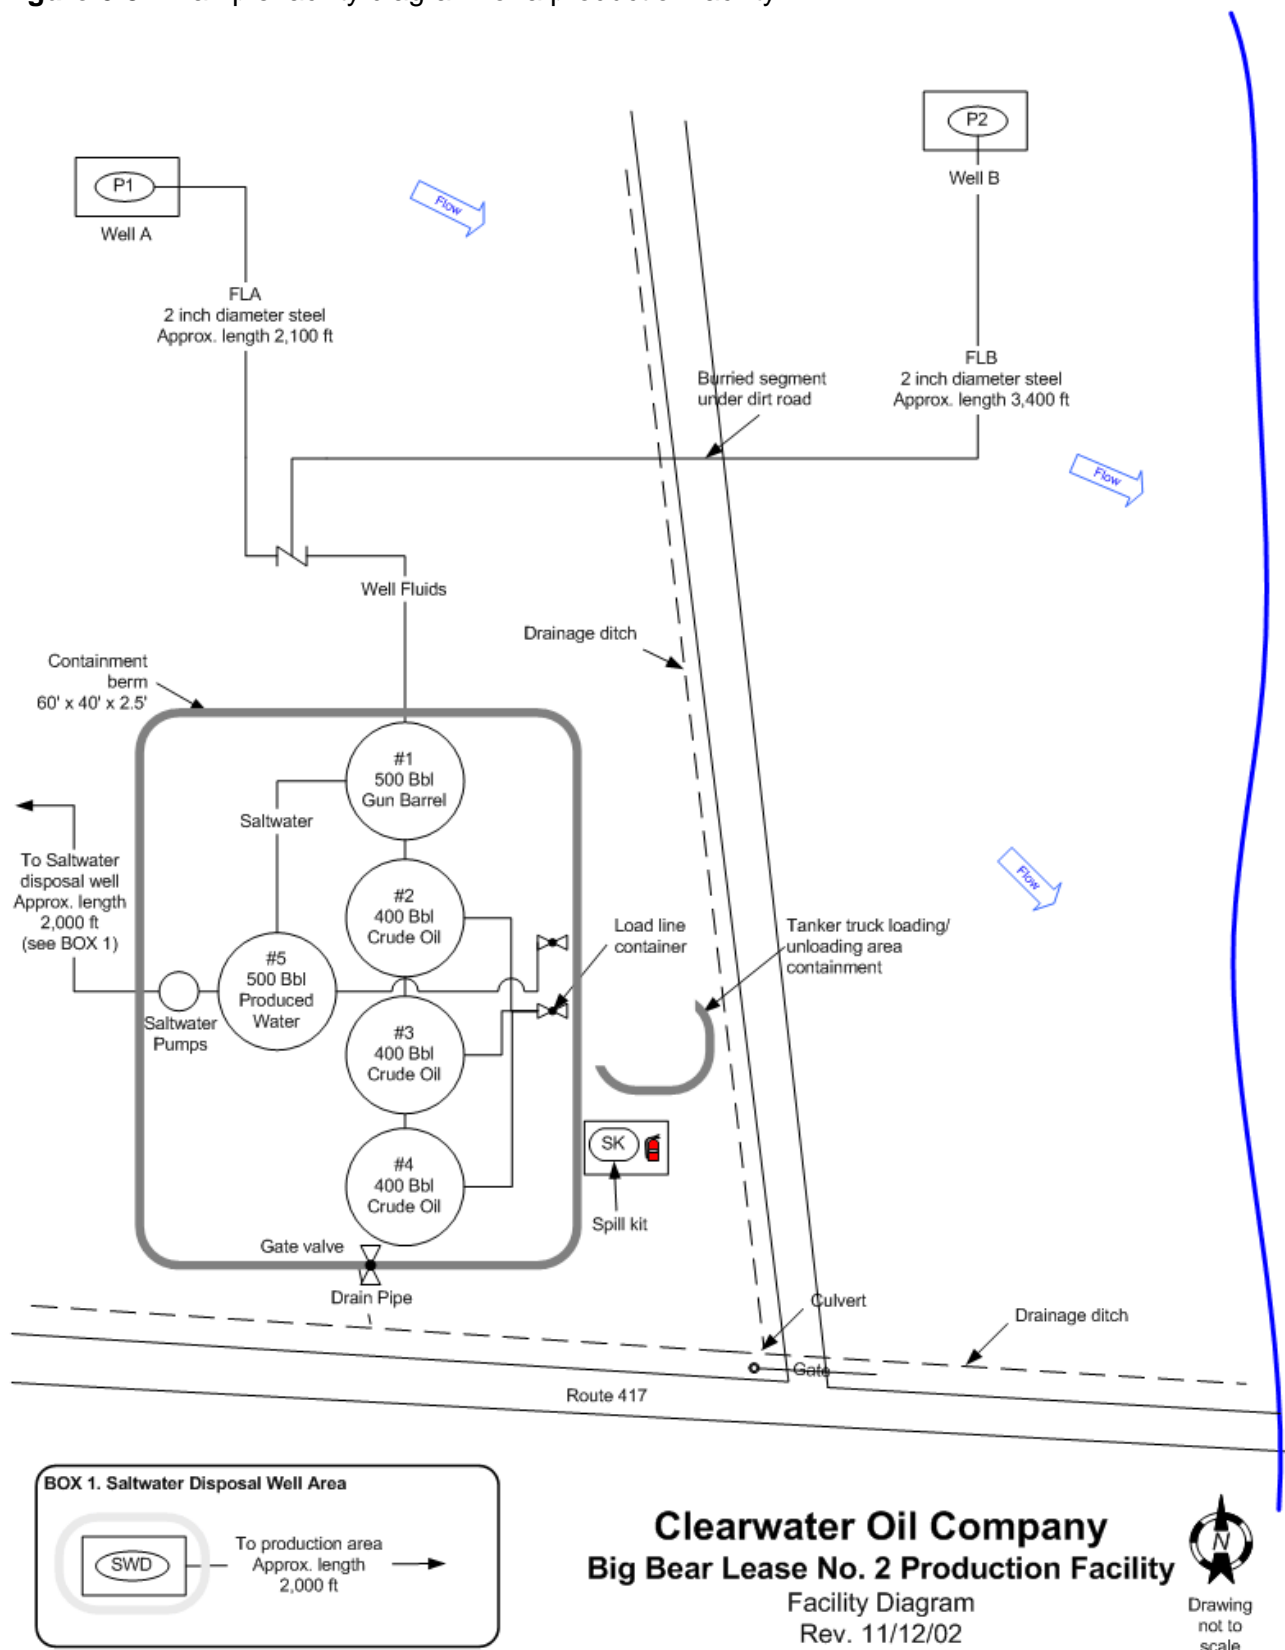 P2
P1
Well B
Well A
Flow
FLA
2 inch diameter steel
Approx. length 2,100 ft
FLB
2 inch diameter steel
Approx. length 3,400 ft
Burried segment
under dirt road
Flow
Well Fluids
Drainage ditch
Containment
berm
60' x 40' x 2.5'
#1
500 Bbl
Gun Barrel
Saltwater
To Saltwater
disposal well
Approx. length
2,000 ft
(see BOX 1)
#2
400 Bbl
Crude Oil
Flow
Load line
container
Tanker truck loading/
unloading area
containment
#5
500 Bbl
Produced
Water
Saltwater
Pumps
#3
400 Bbl
Crude Oil
SK
Spill kit
#4
400 Bbl
Crude Oil
Gate valve
Drain Pipe
Culvert
Drainage ditch
Gate
Route 417
BOX 1. Saltwater Disposal Well Area
SWD
To production area
Approx. length
2,000 ft
Clearwater Oil Company
Big Bear Lease No. 2 Production Facility
Facility Diagram
Rev. 11/12/02
N
Drawing
not to
scale